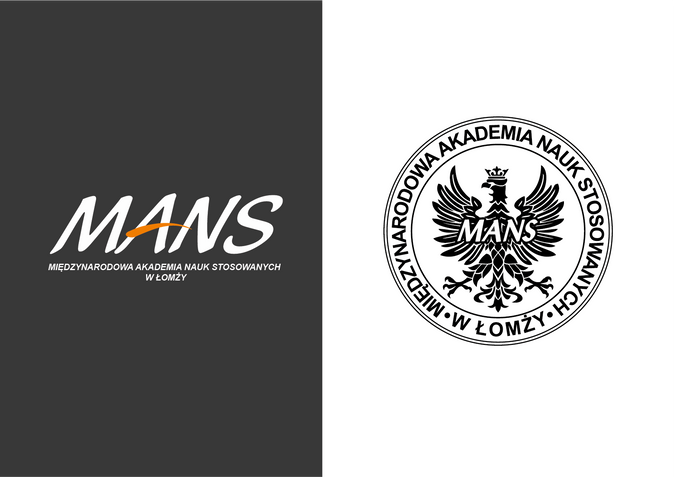 MANS
MIĘDZYNARODOWA AKADEMIA NAUK STOSOWANYCH
W ŁOMŻY
MIĘDZYNARODOWA AKADEMIA NAUK STOSOWANYCH
• W ŁOMŻY •
MANS